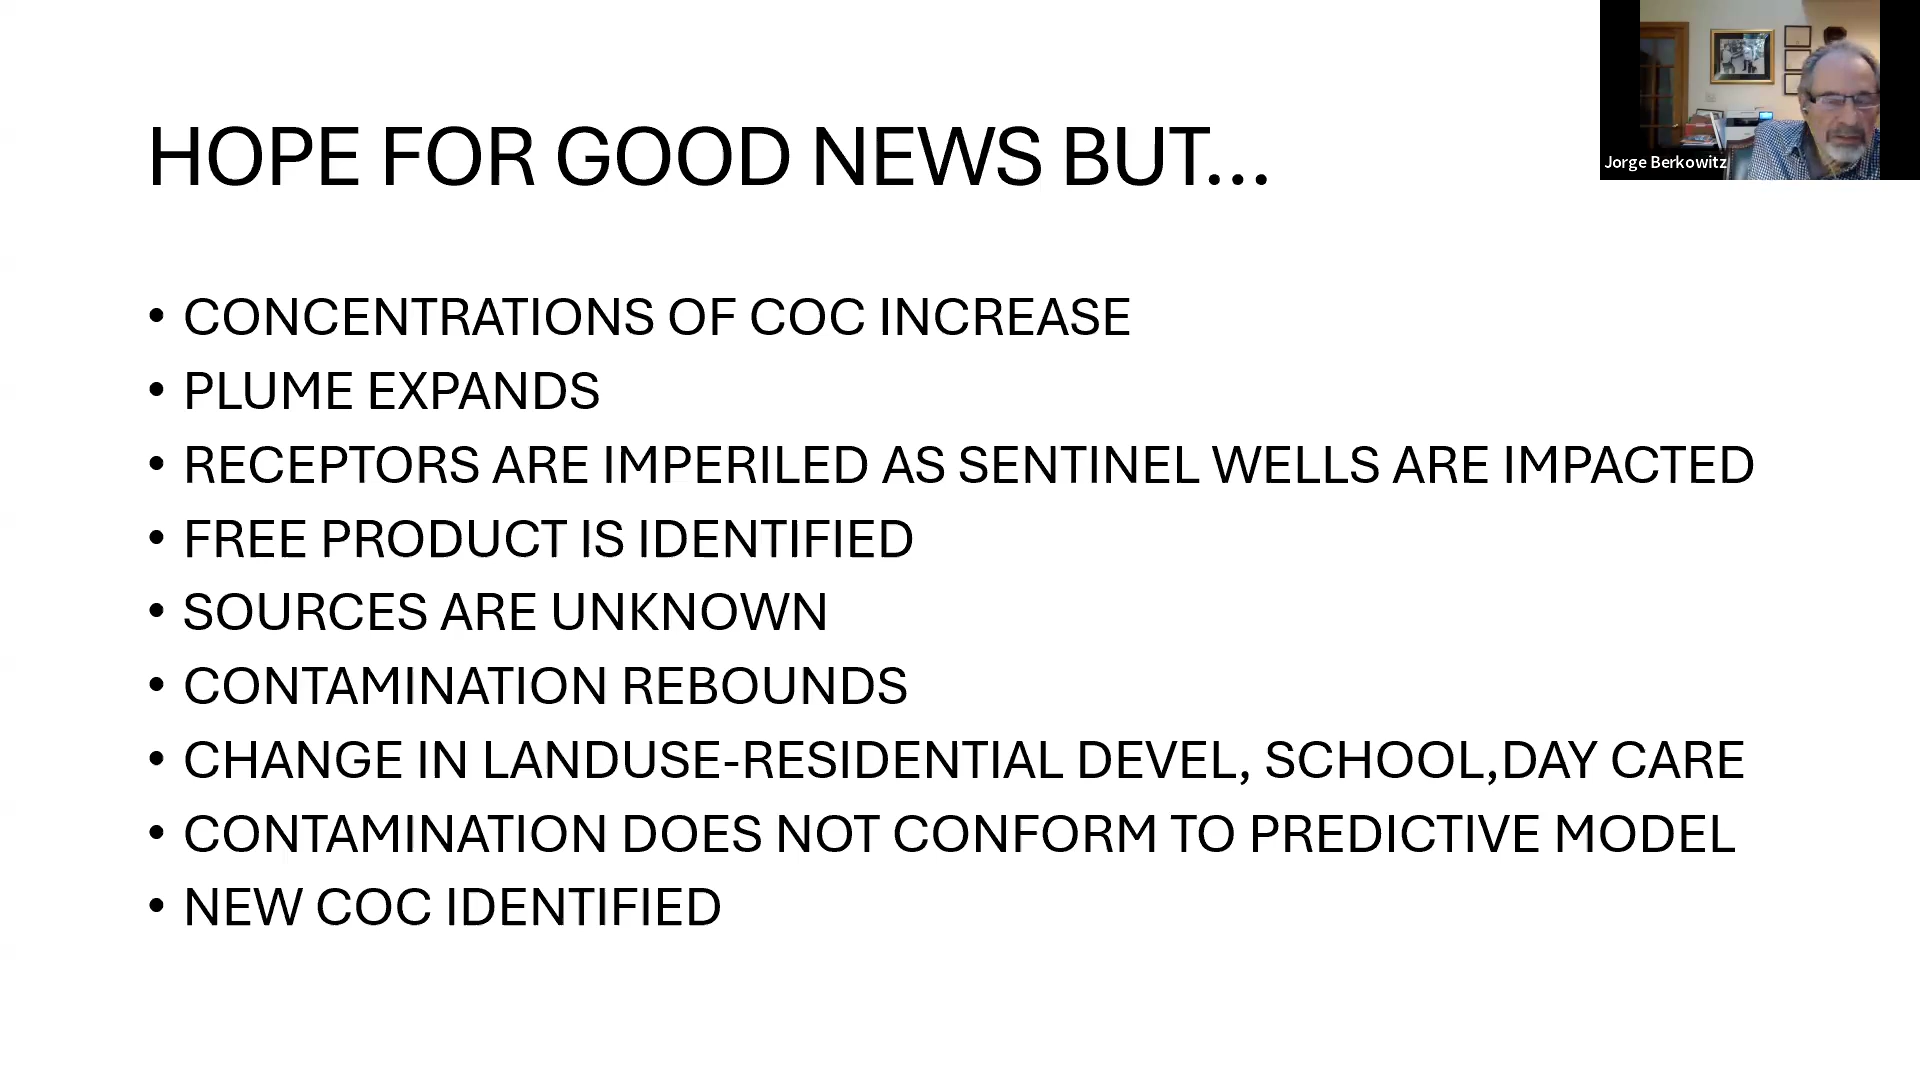 HOPE FOR GOOD NEWS BUT...
Jorge Berkowitz
• CONCENTRATIONS OF COC INCREASE
• PLUME EXPANDS
• RECEPTORS ARE IMPERILED AS SENTINEL WELLS ARE IMPACTED
• FREE PRODUCT IS IDENTIFIED
• SOURCES ARE UNKNOWN
• CONTAMINATION REBOUNDS
• CHANGE IN LANDUSE-RESIDENTIAL DEVEL, SCHOOL,DAY CARE
• CONTAMINATION DOES NOT CONFORM TO PREDICTIVE MODEL
• NEW COC IDENTIFIED